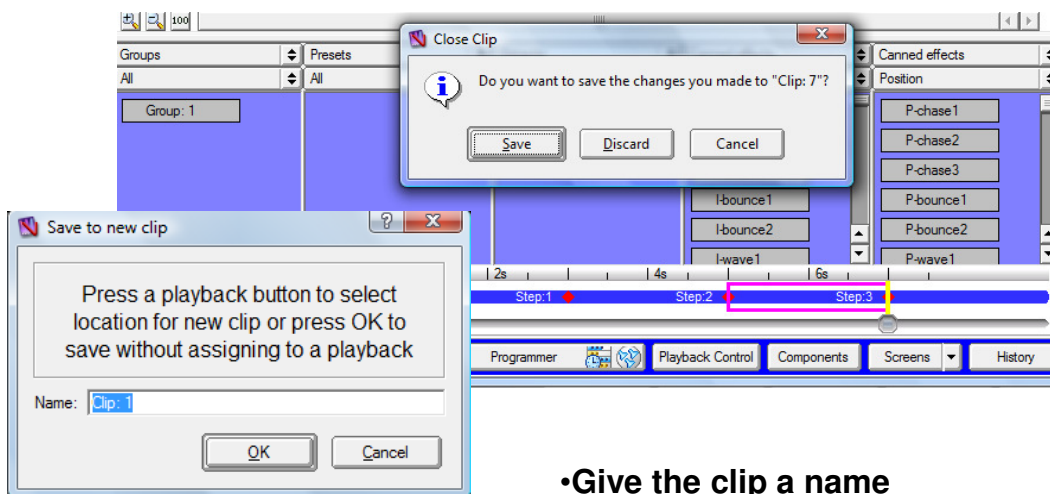 100
Groups
Presets
Canned effects
All
All
Position
Group: 1
Close Clip
Do you want to save the changes you made to "Clip: 7"?
Save
Discard
Cancel
P-chase1
P-chase2
P-chase3
I-bounce1
P-bounce1
I-bounce2
P-bounce2
I-wave1
P-wave1
2s
4s
6s
Step:1
Step:2
Step:3
Programmer
Playback Control
Components
Screens
History
Save to new clip
Press a playback button to select
location for new clip or press OK to
save without assigning to a playback
Name: Clip: 1
OK
Cancel
•Give the clip a name